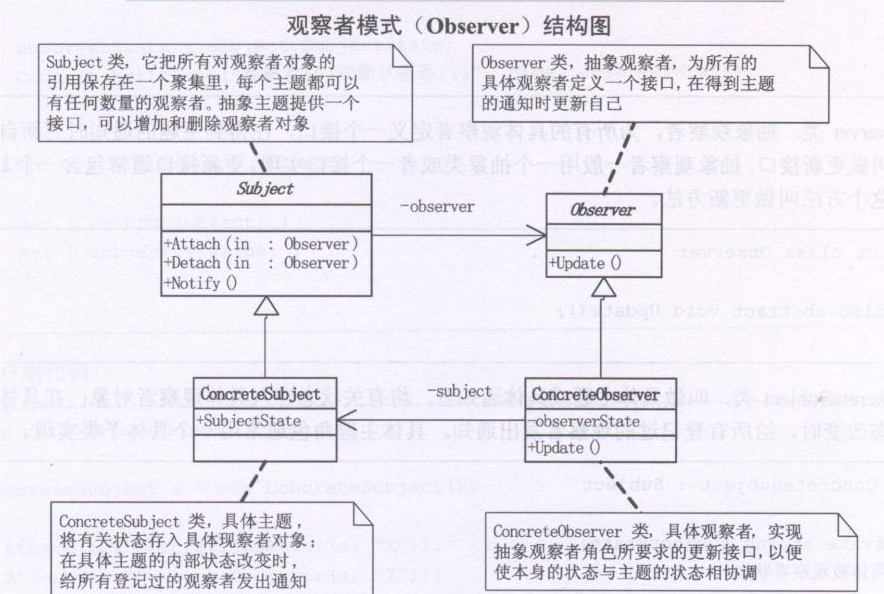 观察者模式（Observer）结构图
Subject 类，它把所有对观察者对象的
引用保存在一个聚集里，每个主题都可以
有任何数量的观察者。抽象主题提供一个
接口，可以增加和删除观察者对象
Observer 类，抽象观察者，为所有的
具体观察者定义一个接口，在得到主题
的通知时更新自己
Subject
+Attach(in : Observer)
+Detach(in : Observer)
+Notify()
-observer
Observer
+Update()
ConcreteSubject
+SubjectState
-subject
ConcreteObserver
-observerState
+Update()
ConcreteSubject 类，具体主题，
将有关状态存入具体现察者对象；
在具体主题的内部状态改变时，
给所有登记过的观察者发出通知
ConcreteObserver 类，具体观察者，实现
抽象观察者角色所要求的更新接口，以便
使本身的状态与主题的状态相协调